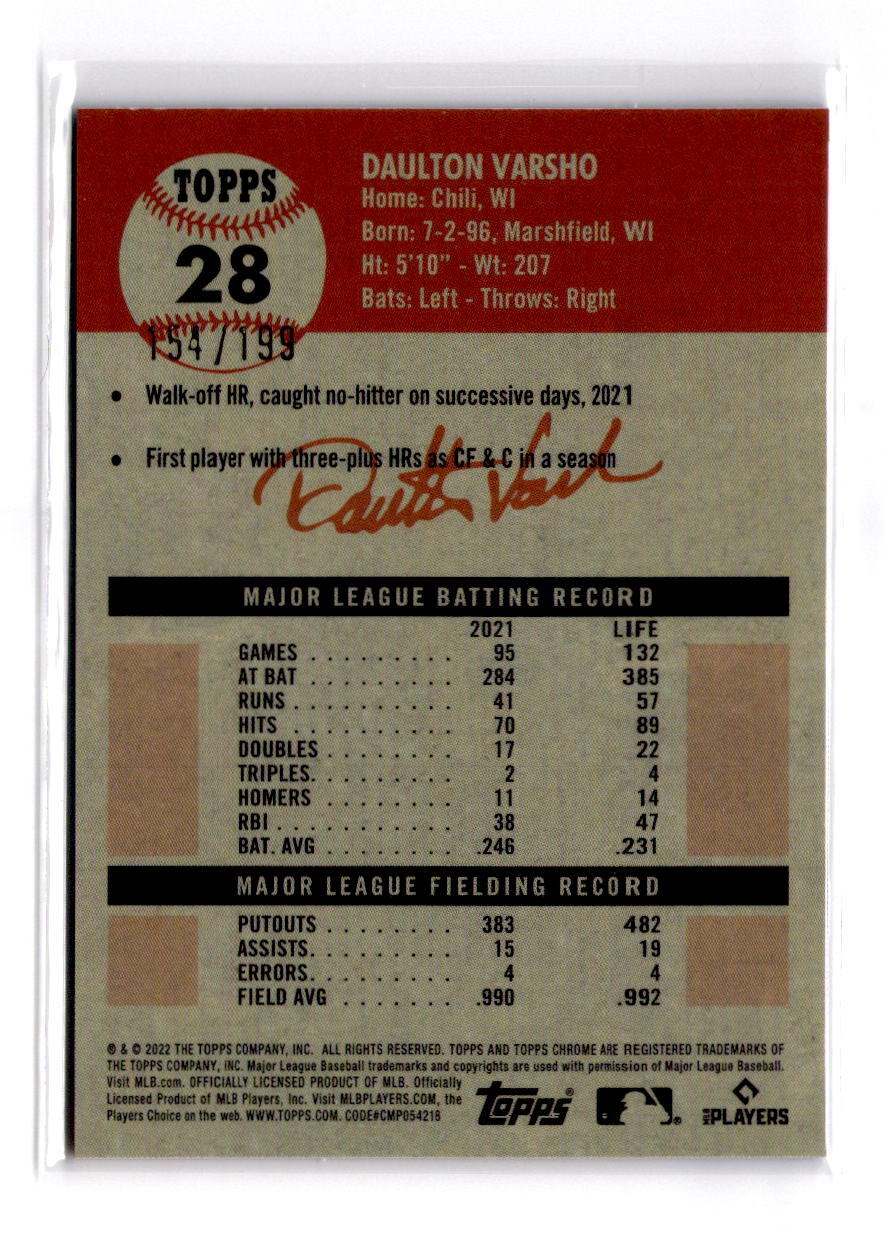 TOPPS
28
154/199
DAULTON VARSHO
Home: Chili, WI
Born: 7-2-96, Marshfield, WI
Ht: 5'10" - Wt: 207
Bats: Left - Throws: Right
• Walk-off HR, caught no-hitter on successive days, 2021
• First player with three-plus HRs as CF & C in a season
Daulton Varsh
MAJOR LEAGUE BATTING RECORD
2021 LIFE
GAMES . . . . . . . . . . 95 132
AT BAT . . . . . . . . . 284 385
RUNS . . . . . . . . . . 41 57
HITS . . . . . . . . . . 70 89
DOUBLES . . . . . . . . 17 22
TRIPLES. . . . . . . . . 2 4
HOMERS . . . . . . . . 11 14
RBI . . . . . . . . . . . 38 47
BAT. AVG . . . . . . . . .246 .231
MAJOR LEAGUE FIELDING RECORD
PUTOUTS . . . . . . . . 383 482
ASSISTS. . . . . . . . . 15 19
ERRORS. . . . . . . . . 4 4
FIELD AVG . . . . . . . .990 .992
® & © 2022 THE TOPPS COMPANY, INC. ALL RIGHTS RESERVED. TOPPS AND TOPPS CHROME ARE REGISTERED TRADEMARKS OF
THE TOPPS COMPANY, INC. Major League Baseball trademarks and copyrights are used with permission of Major League Baseball.
Visit MLB.com. OFFICIALLY LICENSED PRODUCT OF MLB. Officially
Licensed Product of MLB Players, Inc. Visit MLBPLAYERS.COM, the
Players Choice on the web. WWW.TOPPS.COM. CODE#CMP054218
Topps®
®
MLB PLAYERS